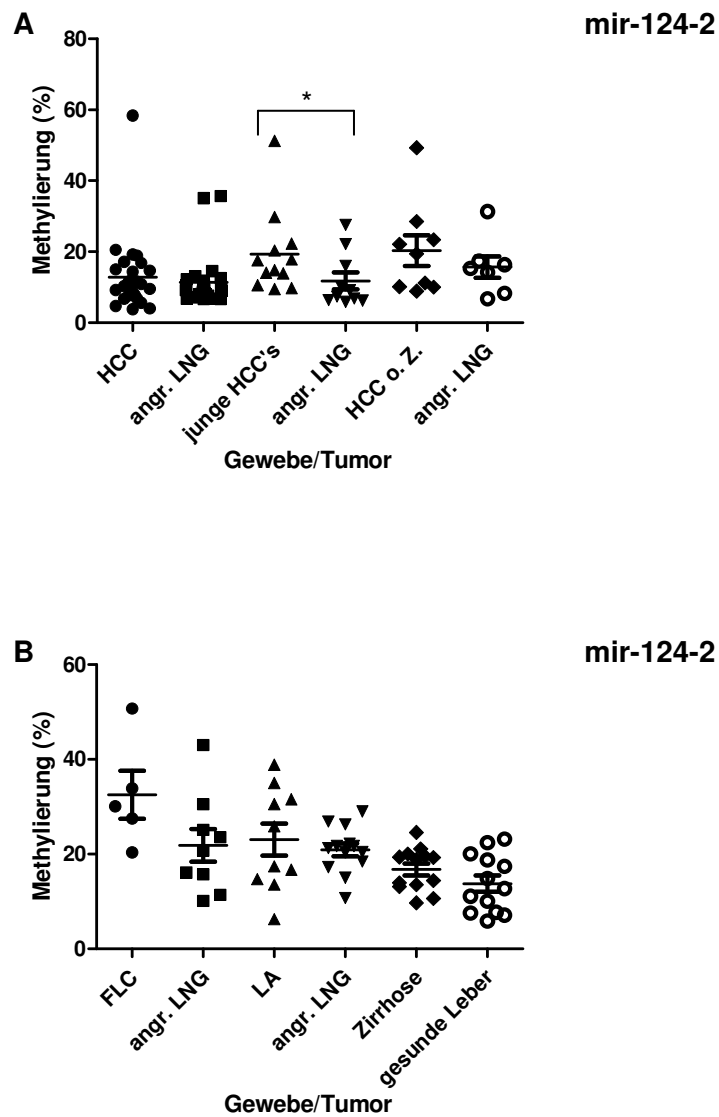 A
mir-124-2
80
60
40
20
0
Methylierung (%)
*
HCC
angr. LNG
junge HCC's
angr. LNG
HCC o. Z.
angr. LNG
Gewebe/Tumor
B
mir-124-2
60
40
20
0
Methylierung (%)
FLC
angr. LNG
LA
angr. LNG
Zirrhose
gesunde Leber
Gewebe/Tumor